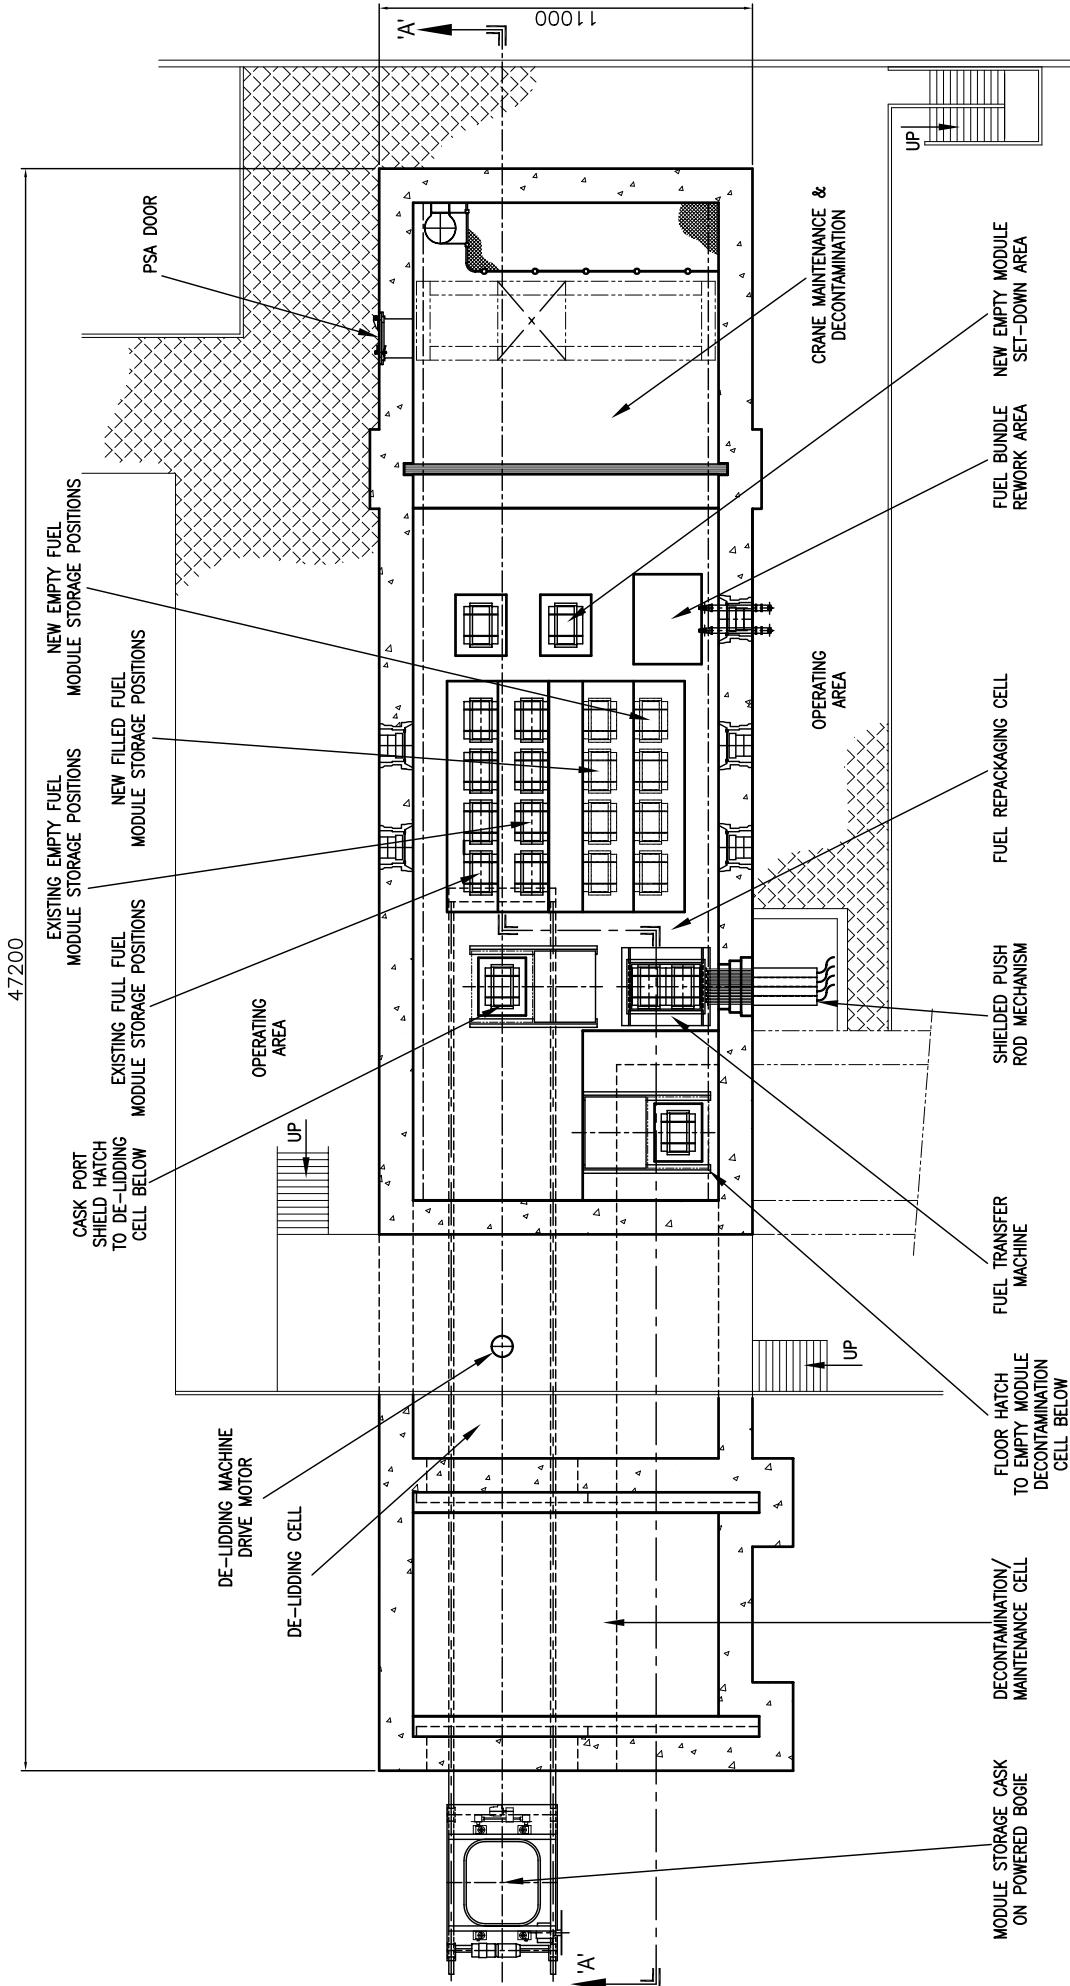 47200
11000
'A'
PSA DOOR
NEW EMPTY FUEL
MODULE STORAGE POSITIONS
NEW FILLED FUEL
MODULE STORAGE POSITIONS
EXISTING EMPTY FUEL
MODULE STORAGE POSITIONS
EXISTING FULL FUEL
MODULE STORAGE POSITIONS
OPERATING
AREA
CASK PORT
SHIELD HATCH
TO DE-LIDDING
CELL BELOW
UP
DE-LIDDING MACHINE
DRIVE MOTOR
DE-LIDDING CELL
'A'
MODULE STORAGE CASK
ON POWERED BOGIE
DECONTAMINATION/
MAINTENANCE CELL
FLOOR HATCH
TO EMPTY MODULE
DECONTAMINATION
CELL BELOW
UP
FUEL TRANSFER
MACHINE
SHIELDED PUSH
ROD MECHANISM
FUEL REPACKAGING CELL
OPERATING
AREA
FUEL BUNDLE
REWORK AREA
NEW EMPTY MODULE
SET-DOWN AREA
CRANE MAINTENANCE &
DECONTAMINATION
UP